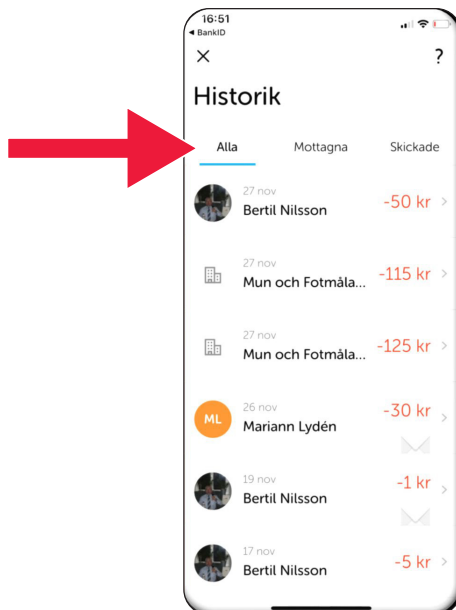 16:51
◀ BankID
?
Historik
Alla Mottagna Skickade
27 nov
Bertil Nilsson -50 kr
27 nov
Mun och Fotmåla... -115 kr
27 nov
Mun och Fotmåla... -125 kr
26 nov
ML Mariann Lydén -30 kr
19 nov
Bertil Nilsson -1 kr
17 nov
Bertil Nilsson -5 kr